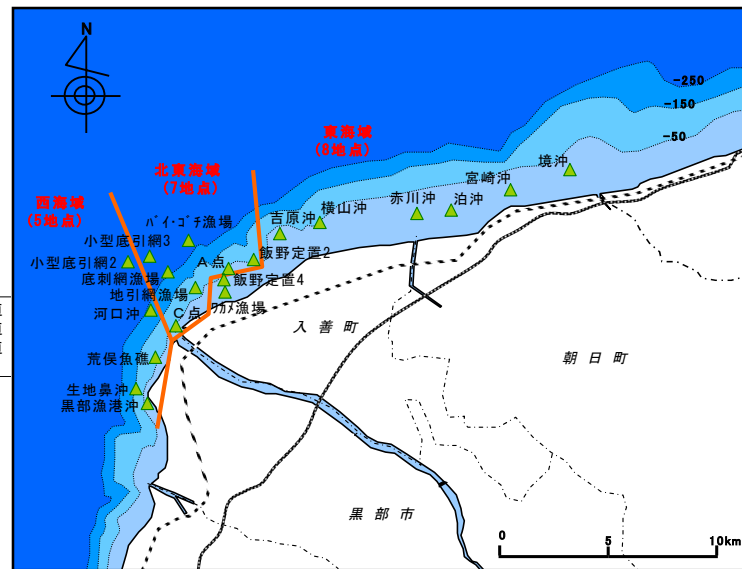 N
-250
-150
-50
東海域
(8地点)
北東海域
(7地点)
西海域
(5地点)
境沖
宮崎沖
泊沖
赤川沖
横山沖
吉原沖
ﾊﾞｲ･ｺﾞﾁ漁場
小型底引網3
小型底引網2
A点
飯野定置2
底刺網漁場
飯野定置4
地引網漁場
ﾜｶﾒ漁場
河口沖
C点
入善町
朝日町
荒俣魚礁
生地鼻沖
黒部漁港沖
黒部市
0 5 10km